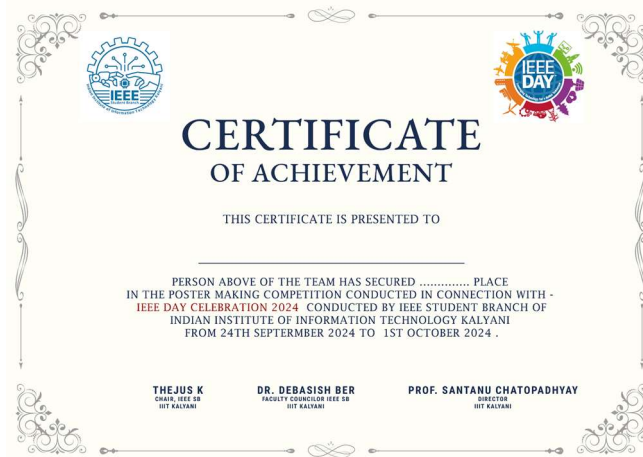 IEEE
Student Branch
IEEE
DAY
CERTIFICATE
OF ACHIEVEMENT
THIS CERTIFICATE IS PRESENTED TO
PERSON ABOVE OF THE TEAM HAS SECURED .............. PLACE
IN THE POSTER MAKING COMPETITION CONDUCTED IN CONNECTION WITH -
IEEE DAY CELEBRATION 2024 CONDUCTED BY IEEE STUDENT BRANCH OF
INDIAN INSTITUTE OF INFORMATION TECHNOLOGY KALYANI
FROM 24TH SEPTERMBER 2024 TO 1ST OCTOBER 2024 .
THEJUS K
CHAIR, IEEE SB
IIIT KALYANI
DR. DEBASISH BER
FACULTY COUNCILOR IEEE SB
IIIT KALYANI
PROF. SANTANU CHATOPADHYAY
DIRECTOR
IIIT KALYANI